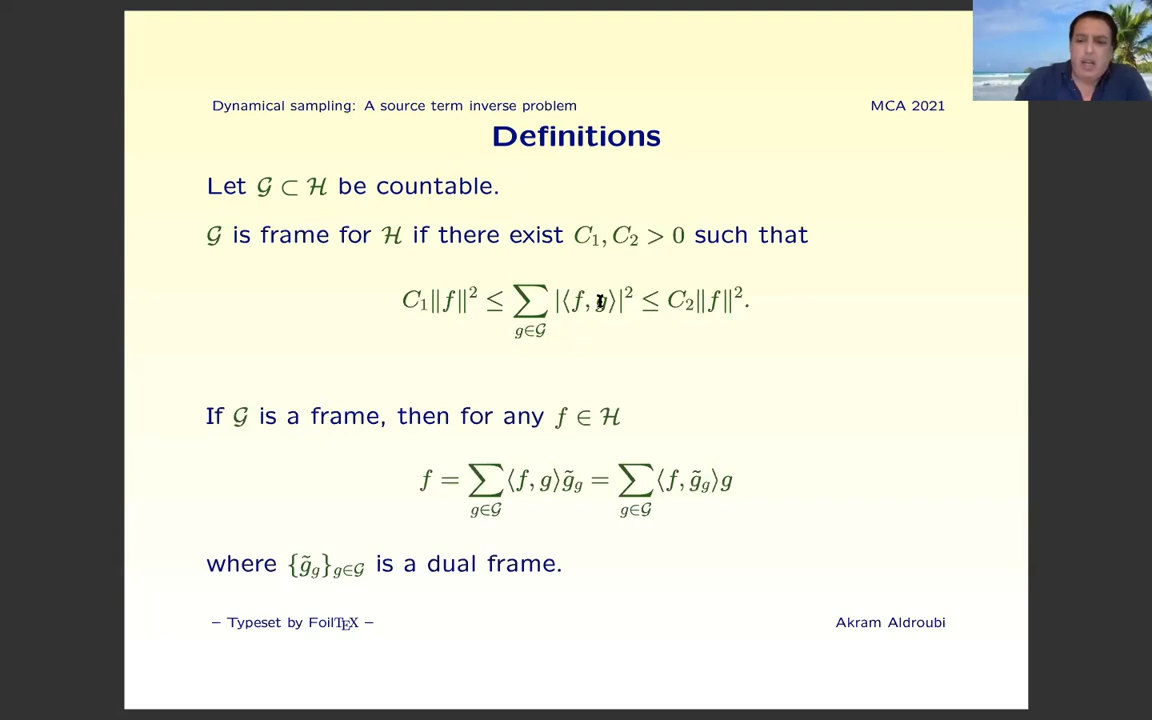 Dynamical sampling: A source term inverse problem MCA 2021
Definitions
Let 𝒢 ⊂ ℋ be countable.
𝒢 is frame for ℋ if there exist C₁, C₂ > 0 such that
C₁‖f‖² ≤ ∑_{g∈𝒢} |⟨f, g⟩|² ≤ C₂‖f‖².
If 𝒢 is a frame, then for any f ∈ ℋ
f = ∑_{g∈𝒢} ⟨f, g⟩g̃_g = ∑_{g∈𝒢} ⟨f, g̃_g⟩g
where {g̃_g}_{g∈𝒢} is a dual frame.
– Typeset by FoilTEX – Akram Aldroubi